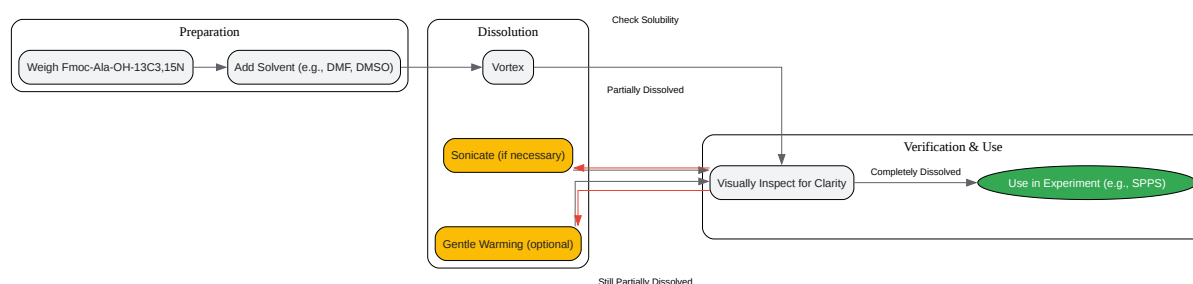 Check Solubility
Preparation
Dissolution
Weigh Fmoc-Ala-OH-13C3,15N
Add Solvent (e.g., DMF, DMSO)
Vortex
Partially Dissolved
Verification & Use
Sonicate (if necessary)
Visually Inspect for Clarity
Completely Dissolved
Use in Experiment (e.g., SPPS)
Gentle Warming (optional)
Still Partially Dissolved